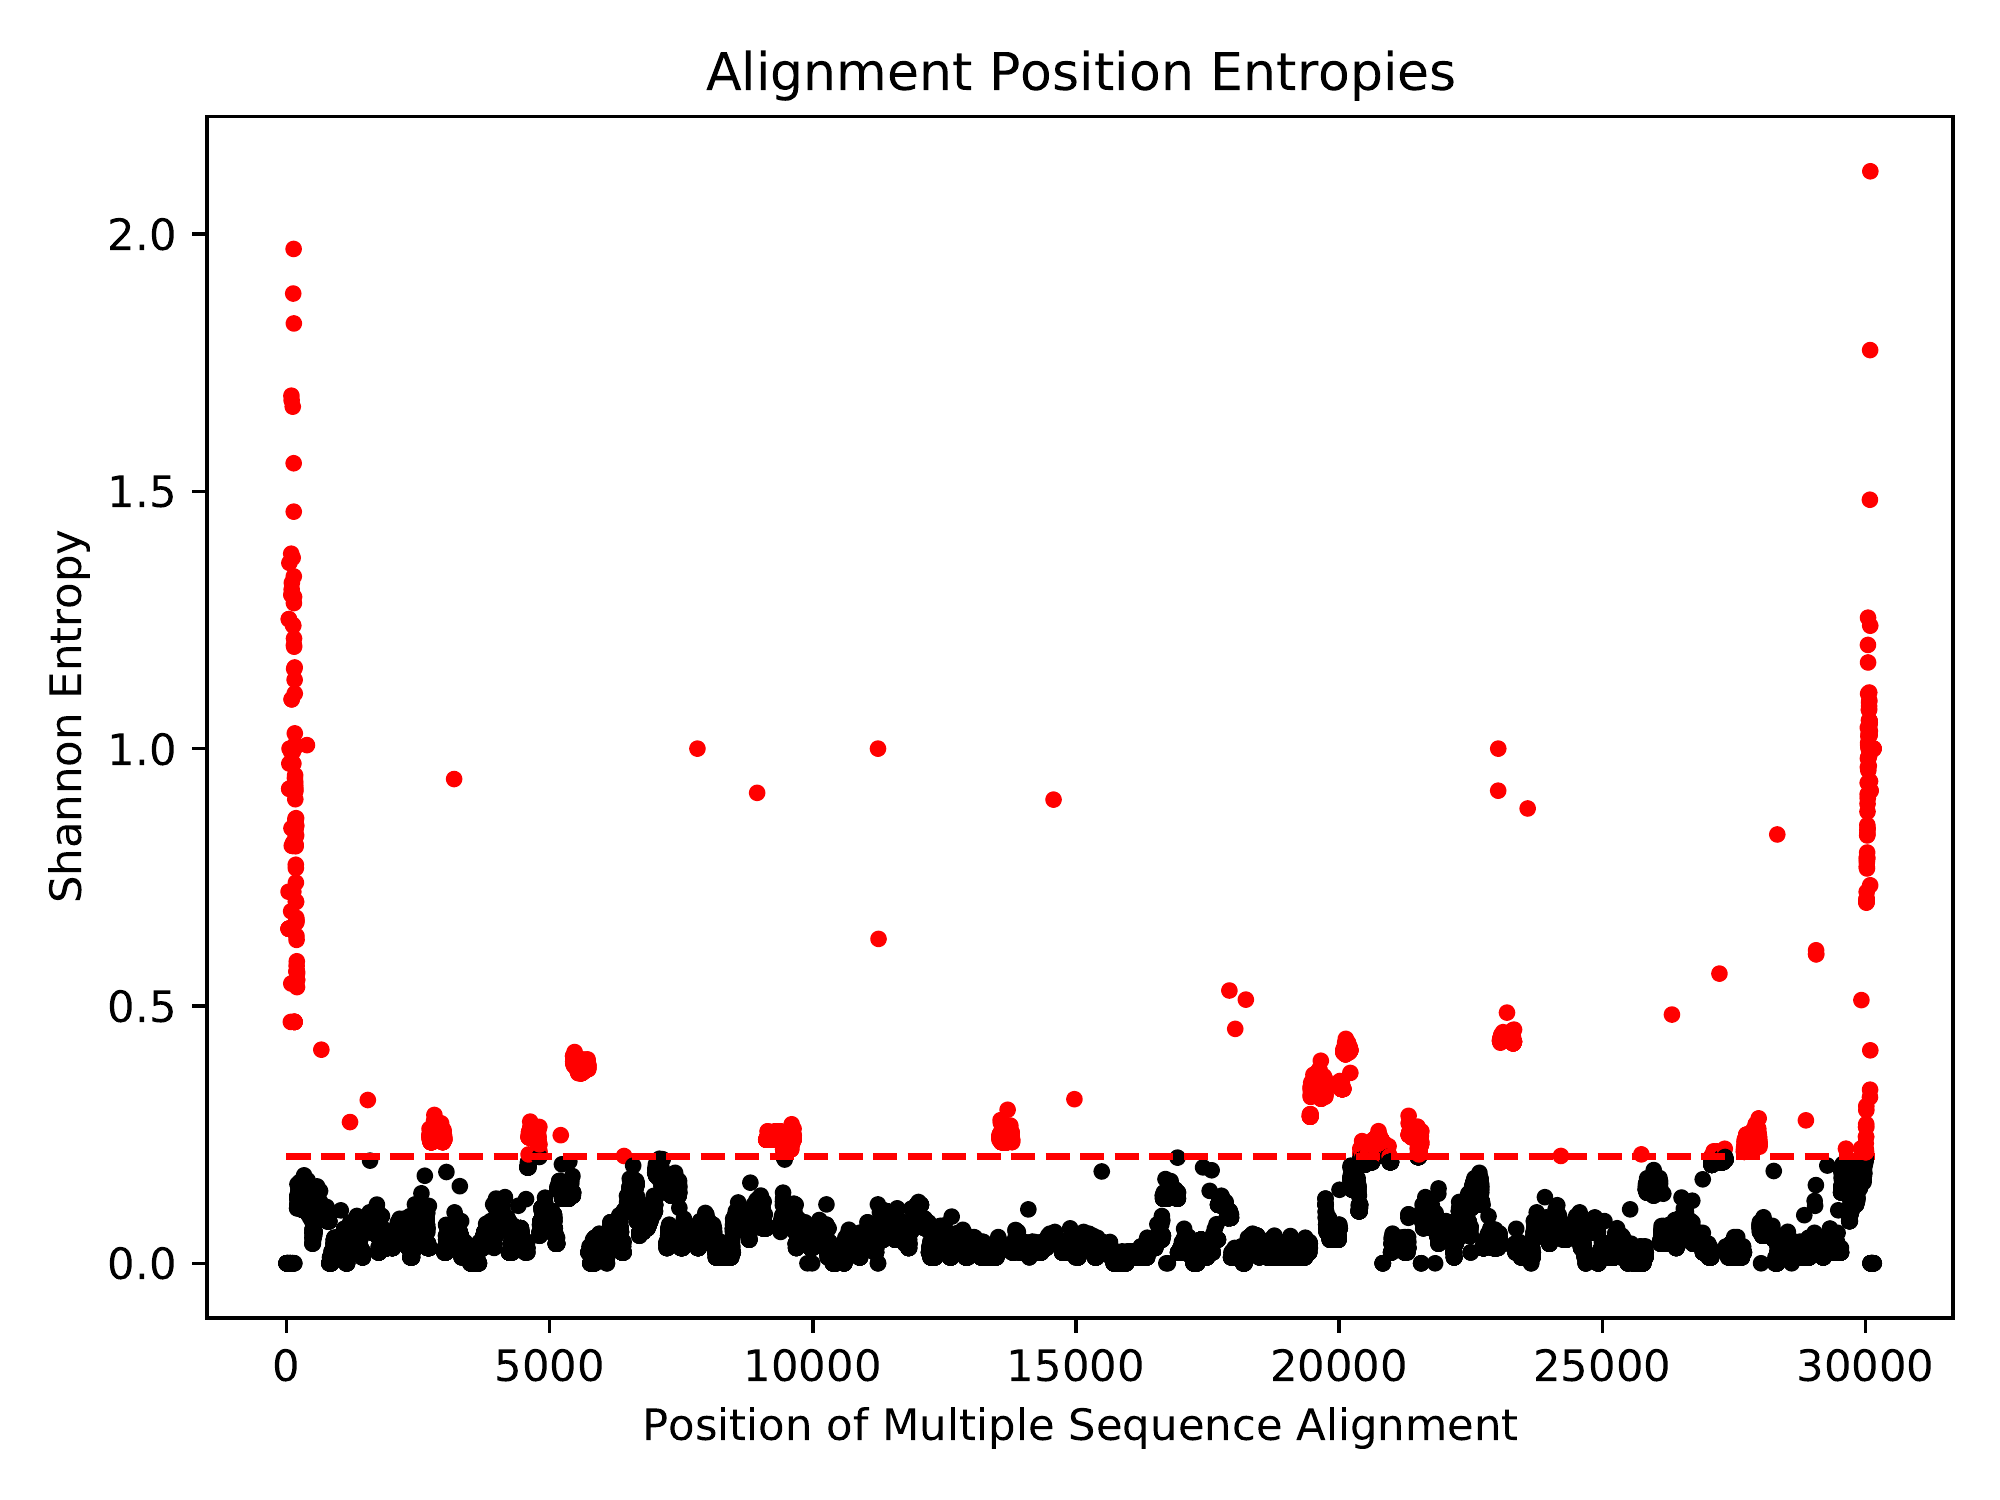 Alignment Position Entropies
2.0
1.5
1.0
0.5
0.0
Shannon Entropy
0 5000 10000 15000 20000 25000 30000
Position of Multiple Sequence Alignment